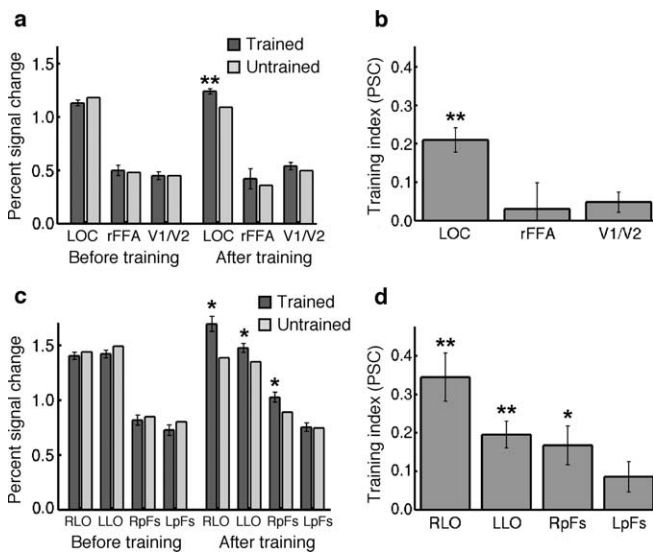 a
Percent signal change
1.5
1.0
0.5
0.0
Trained
Untrained
**
LOC rFFA V1/V2 LOC rFFA V1/V2
Before training After training
b
Training index (PSC)
0.4
0.3
0.2
0.1
0.0
**
LOC rFFA V1/V2
c
Percent signal change
1.5
1.0
0.5
0.0
Trained
Untrained
*
*
*
RLO LLO RpFs LpFs RLO LLO RpFs LpFs
Before training After training
d
Training index (PSC)
0.4
0.3
0.2
0.1
0.0
**
**
*
RLO LLO RpFs LpFs